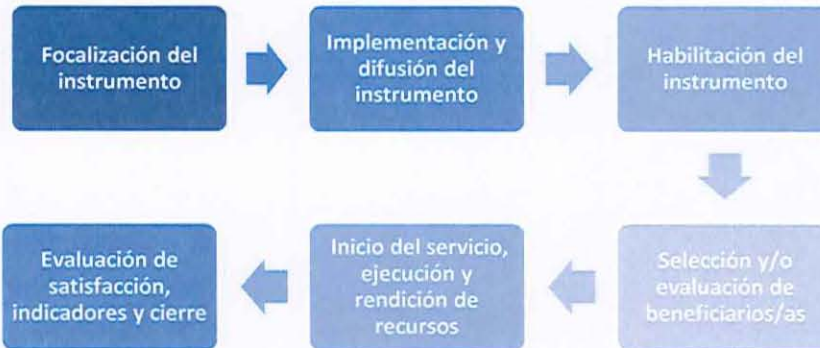 Focalización del
instrumento
Implementación y
difusión del
instrumento
Habilitación del
instrumento
Selección y/o
evaluación de
beneficiarios/as
Inicio del servicio,
ejecución y
rendición de
recursos
Evaluación de
satisfacción,
indicadores y cierre